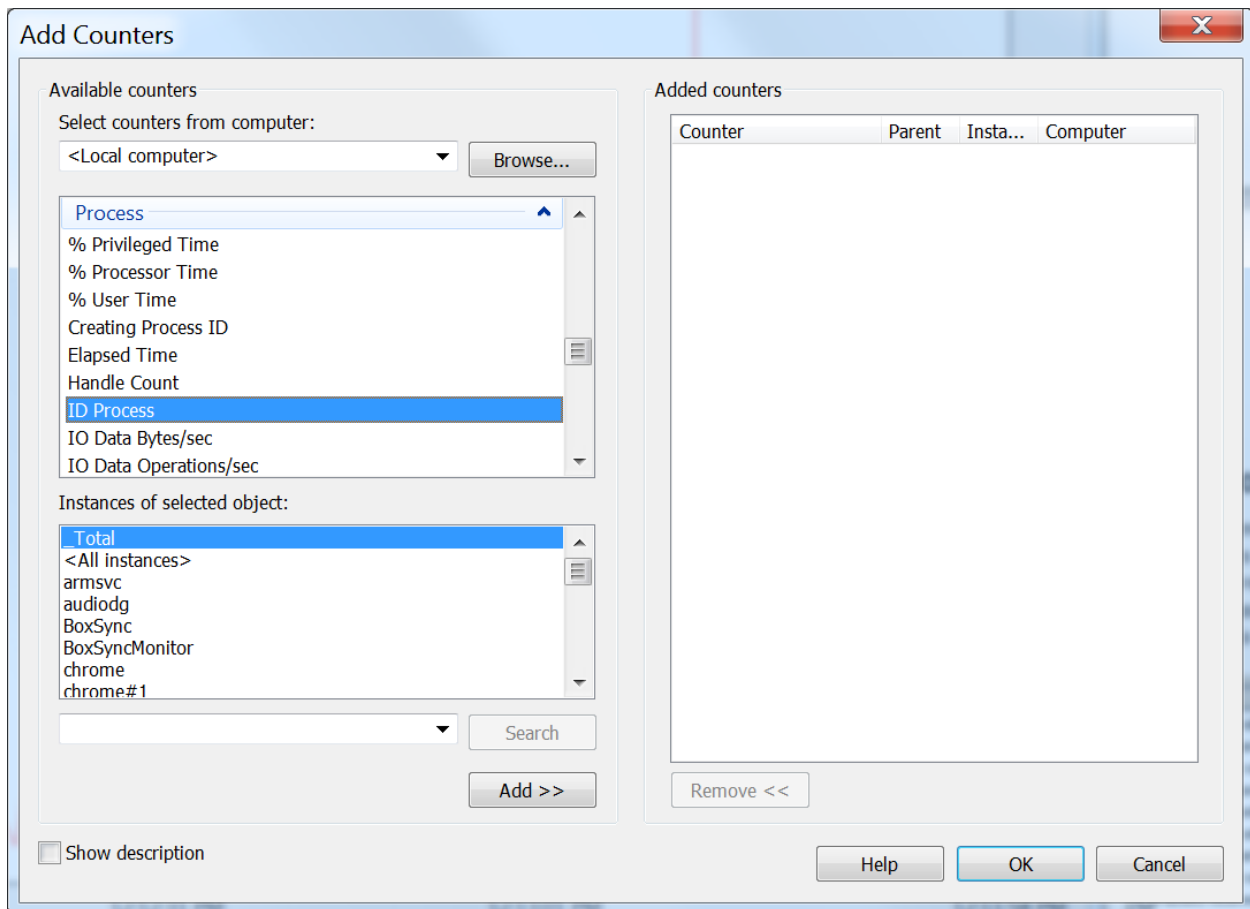 Add Counters
Available counters
Select counters from computer:
<Local computer>
Browse...
Process
% Privileged Time
% Processor Time
% User Time
Creating Process ID
Elapsed Time
Handle Count
ID Process
IO Data Bytes/sec
IO Data Operations/sec
Instances of selected object:
_Total
<All instances>
armsvc
audiodg
BoxSync
BoxSyncMonitor
chrome
chrome#1
Search
Add >>
Show description
Added counters
Counter Parent Insta... Computer
Remove <<
Help OK Cancel